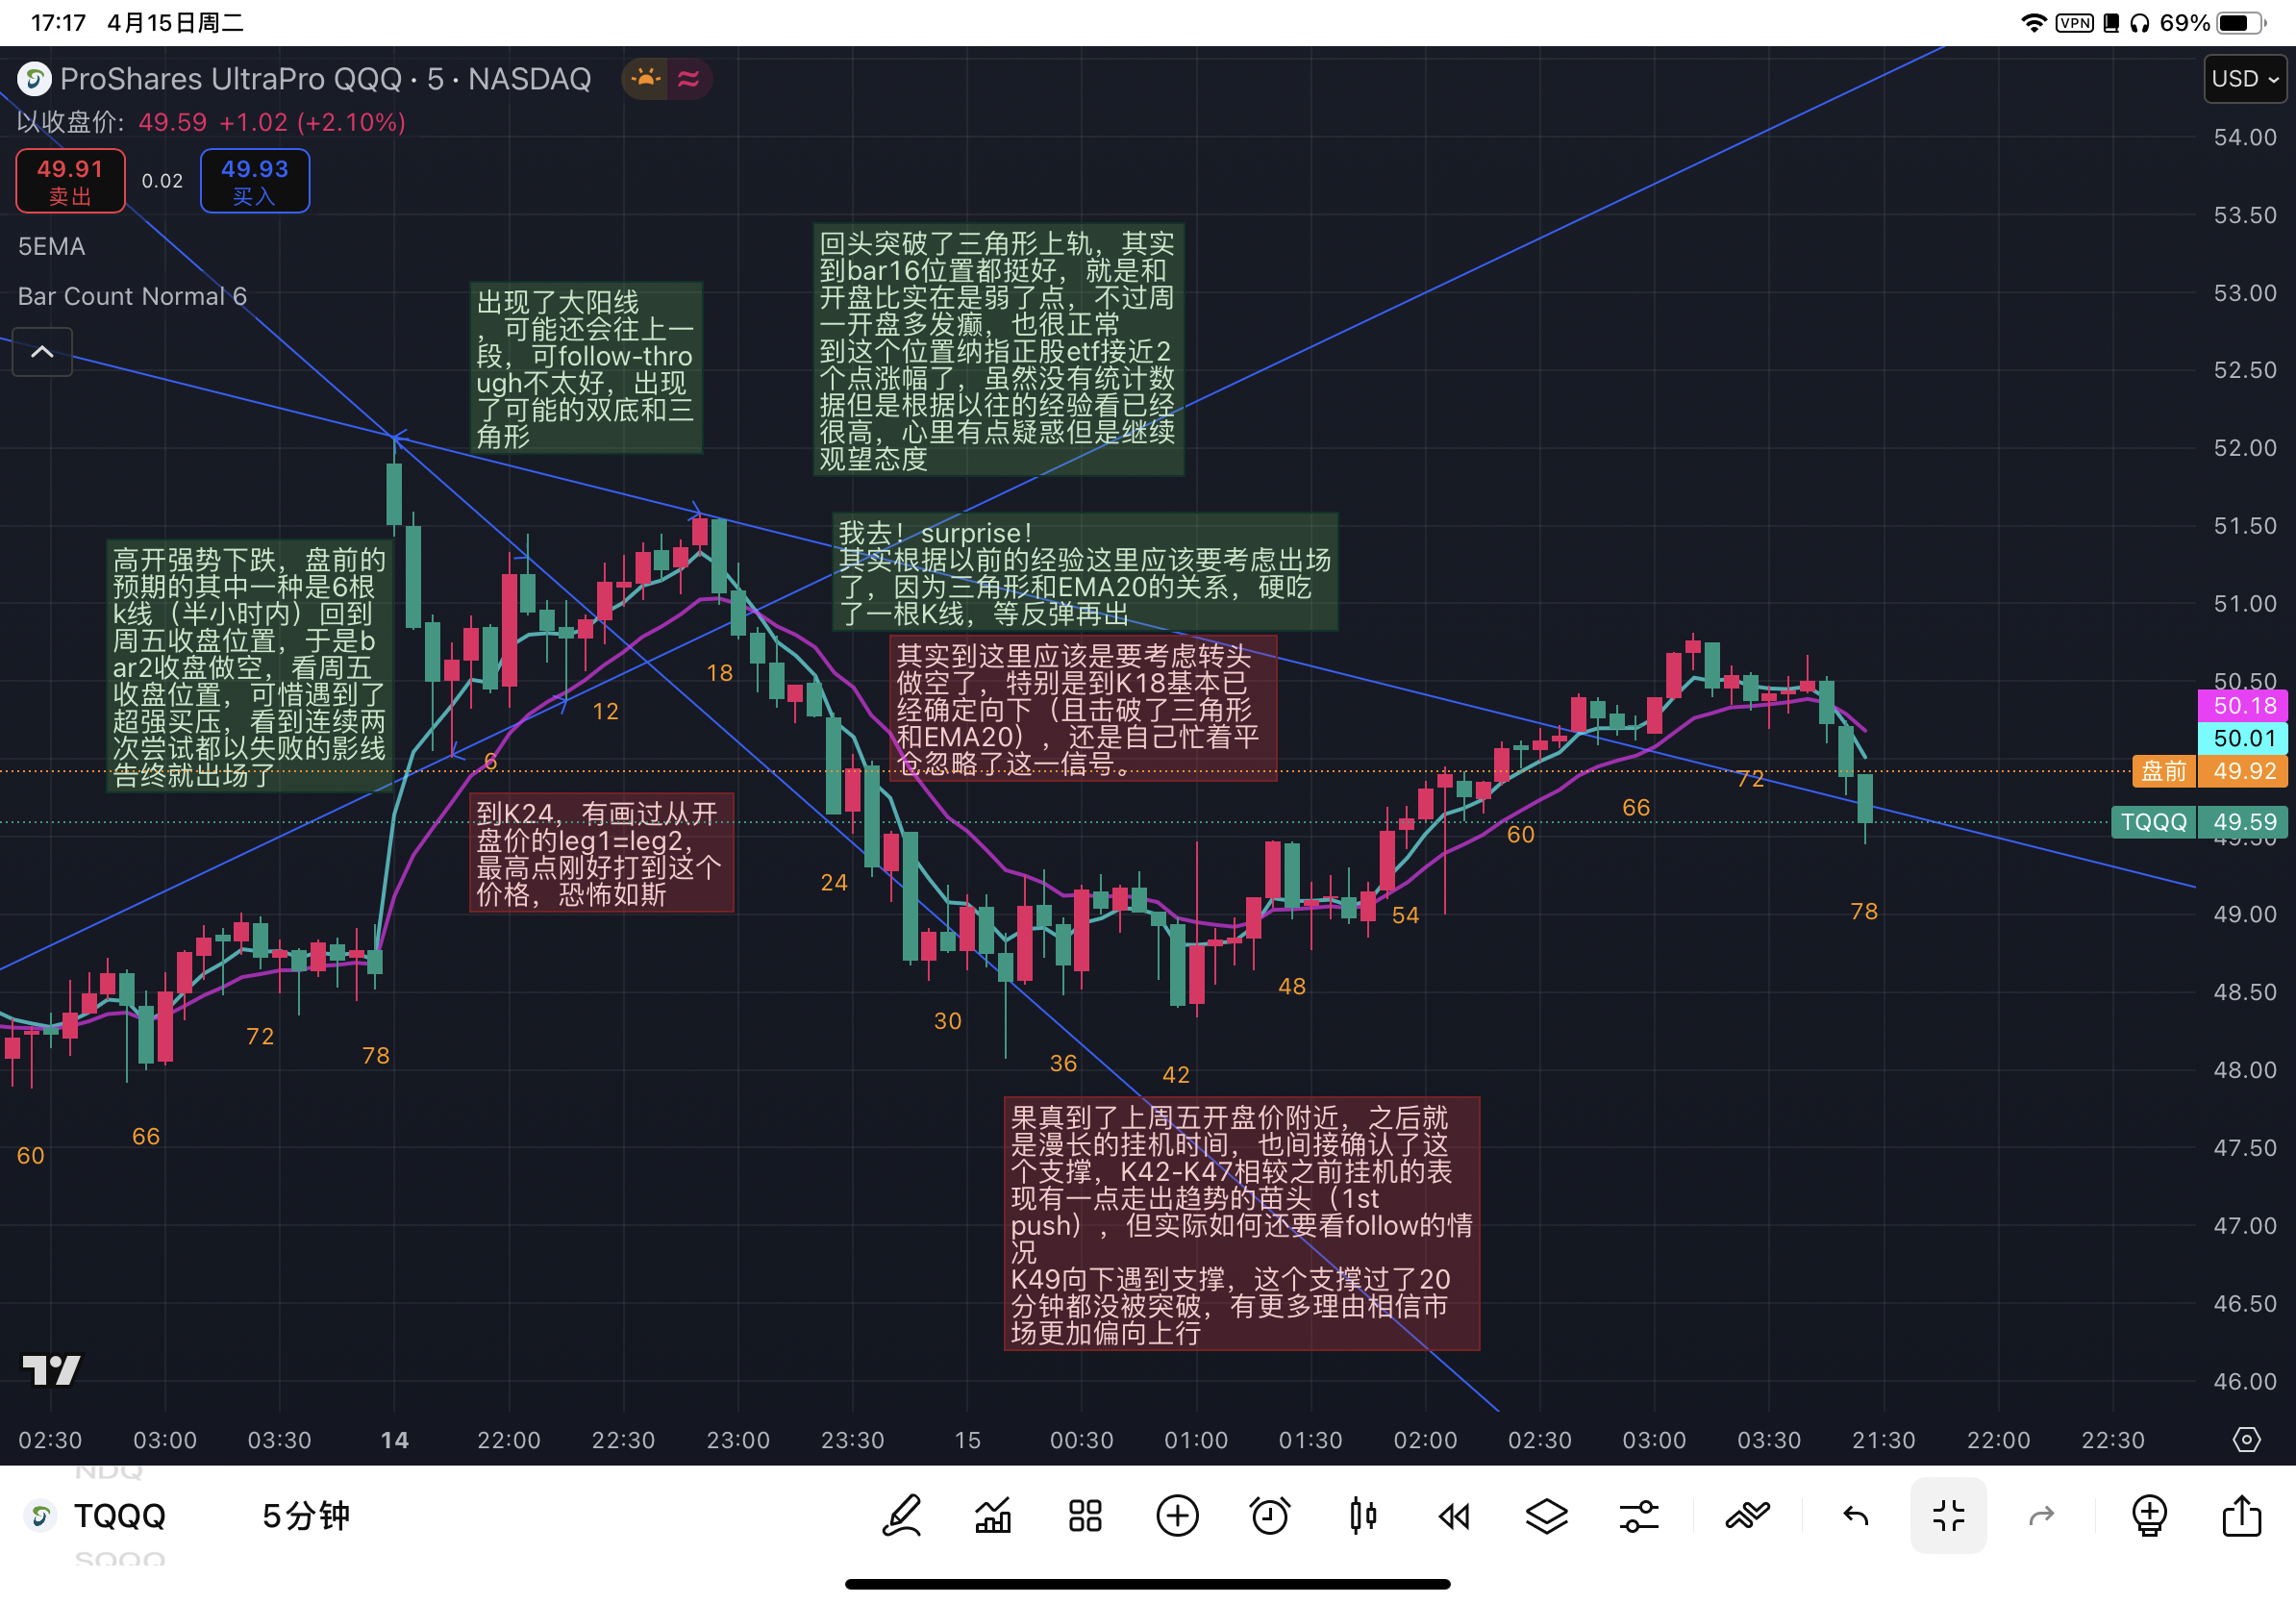 17:17 4月15日周二
VPN 69%
ProShares UltraPro QQQ · 5 · NASDAQ
USD
以收盘价: 49.59 +1.02 (+2.10%)
49.91
卖出
0.02
49.93
买入
5EMA
Bar Count Normal 6
回头突破了三角形上轨，其实
到bar16位置都挺好，就是和
开盘比实在是弱了点，不过周
一开盘多发癫，也很正常
到这个位置纳指正股etf接近2
个点涨幅了，虽然没有统计数
据但是根据以往的经验看已经
很高，心里有点疑惑但是继续
观望态度
出现了大阳线
，可能还会往上一
段，可follow-thro
ugh不太好，出现
了可能的双底和三
角形
我去！surprise！
其实根据以前的经验这里应该要考虑出场
了，因为三角形和EMA20的关系，硬吃
了一根K线，等反弹再出
高开强势下跌，盘前的
预期的其中一种是6根
k线（半小时内）回到
周五收盘位置，于是b
ar2收盘做空，看周五
收盘位置，可惜遇到了
超强买压，看到连续两
次尝试都以失败的影线
告终就出场了
其实到这里应该是要考虑转头
做空了，特别是到K18基本已
经确定向下（且击破了三角形
和EMA20），还是自己忙着平
仓忽略了这一信号。
到K24，有画过从开
盘价的leg1=leg2，
最高点刚好打到这个
价格，恐怖如斯
果真到了上周五开盘价附近，之后就
是漫长的挂机时间，也间接确认了这
个支撑，K42-K47相较之前挂机的表
现有一点走出趋势的苗头（1st
push），但实际如何还要看follow的情
况
K49向下遇到支撑，这个支撑过了20
分钟都没被突破，有更多理由相信市
场更加偏向上行
60
66
72
78
6
12
18
24
30
36
42
48
54
60
66
72
78
54.00
53.50
53.00
52.50
52.00
51.50
51.00
50.50
50.18
50.01
盘前 49.92
TQQQ 49.59
49.50
49.00
48.50
48.00
47.50
47.00
46.50
46.00
02:30 03:00 03:30 14 22:00 22:30 23:00 23:30 15 00:30 01:00 01:30 02:00 02:30 03:00 03:30 21:30 22:00 22:30
NDQ
TQQQ 5分钟
SQQQ